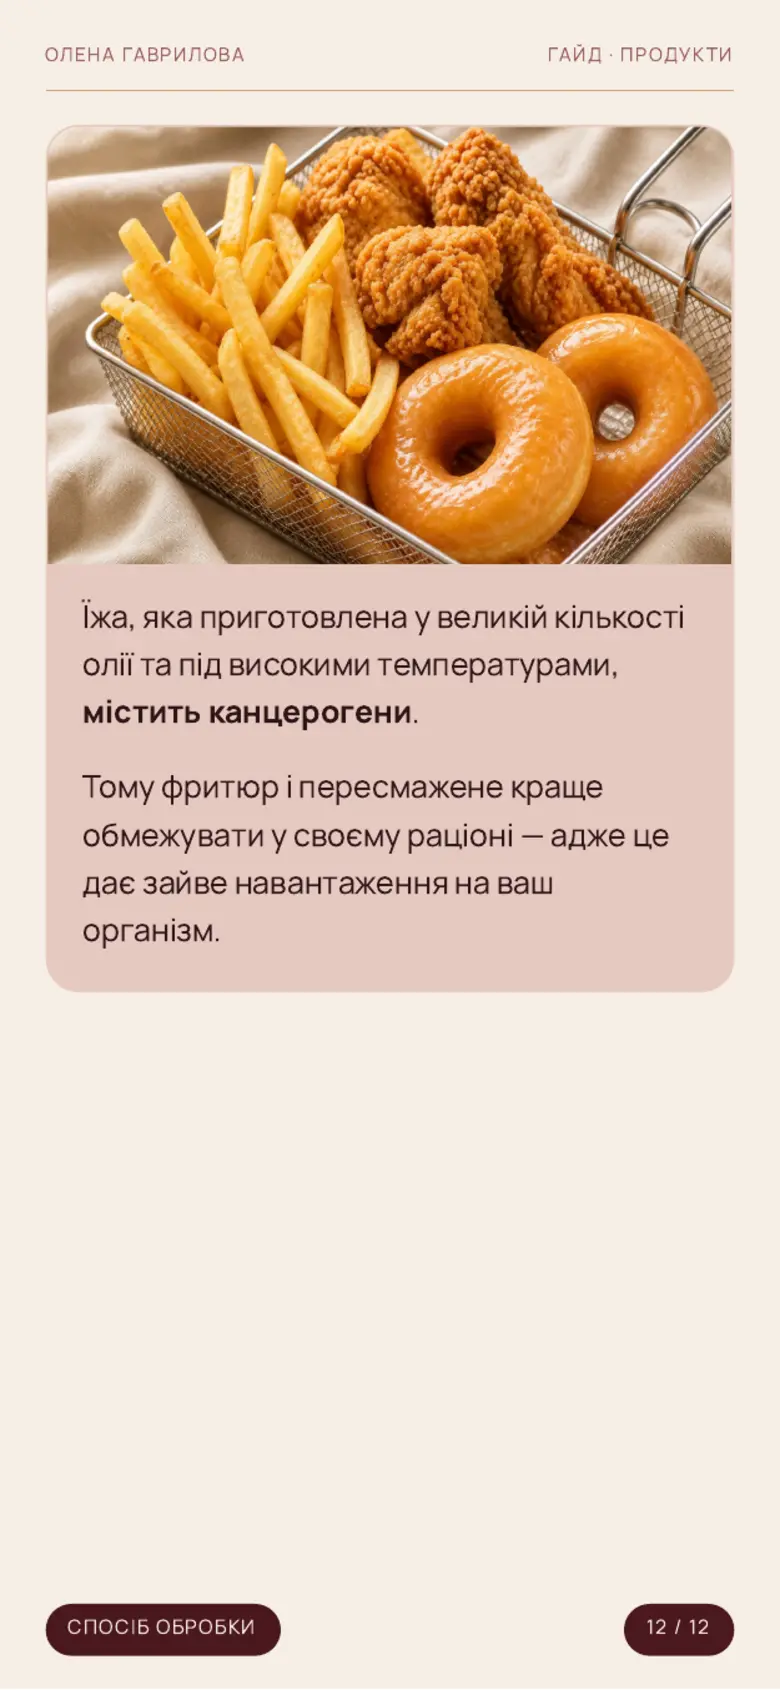 ОЛЕНА ГАВРИЛОВА
ГАЙД · ПРОДУКТИ
Їжа, яка приготовлена у великій кількості
олії та під високими температурами,
містить канцерогени.
Тому фритюр і пересмажене краще
обмежувати у своєму раціоні — адже це
дає зайве навантаження на ваш
організм.
СПОСІБ ОБРОБКИ
12 / 12